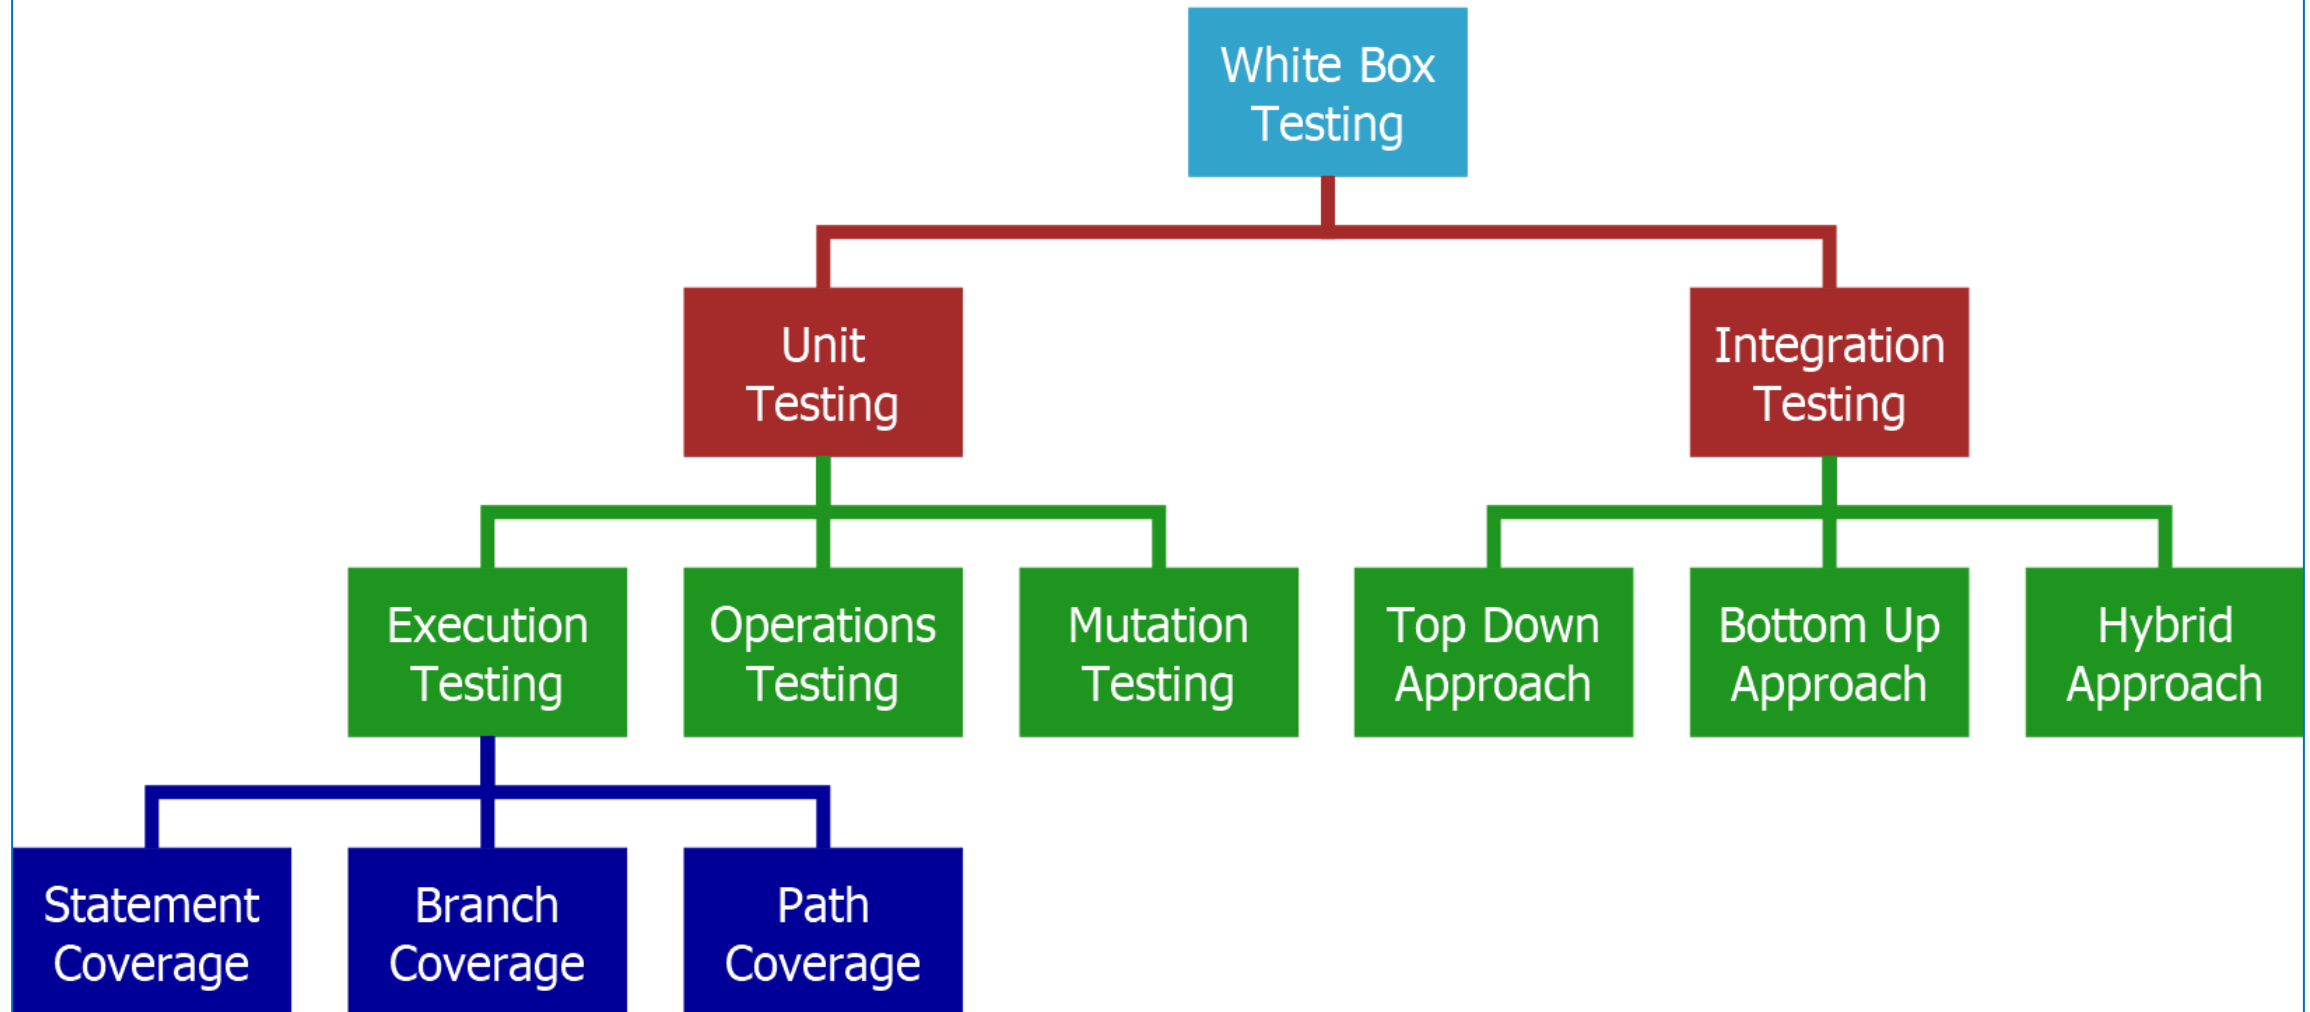 White Box
Testing
Unit
Testing
Integration
Testing
Execution
Testing
Operations
Testing
Mutation
Testing
Top Down
Approach
Bottom Up
Approach
Hybrid
Approach
Statement
Coverage
Branch
Coverage
Path
Coverage